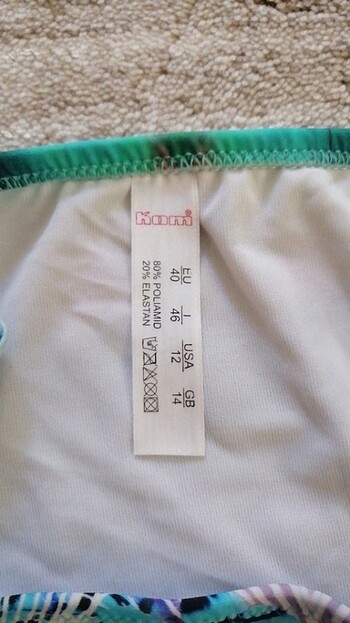 Kom
EU I USA GB
40 46 12 14
80% POLIAMID
20% ELASTAN